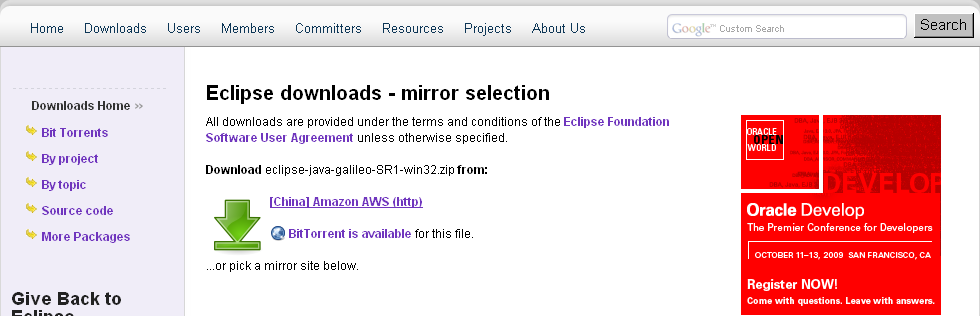 Home Downloads Users Members Committers Resources Projects About Us
Google™ Custom Search
Search
Downloads Home »
Bit Torrents
By project
By topic
Source code
More Packages
Give Back to
Eclipse
Eclipse downloads - mirror selection
All downloads are provided under the terms and conditions of the Eclipse Foundation
Software User Agreement unless otherwise specified.
Download eclipse-java-galileo-SR1-win32.zip from:
[China] Amazon AWS (http)
BitTorrent is available for this file.
...or pick a mirror site below.
ORACLE
OPEN
WORLD
DEVELOP
Oracle Develop
The Premier Conference for Developers
OCTOBER 11–13, 2009 SAN FRANCISCO, CA
Register NOW!
Come with questions. Leave with answers.